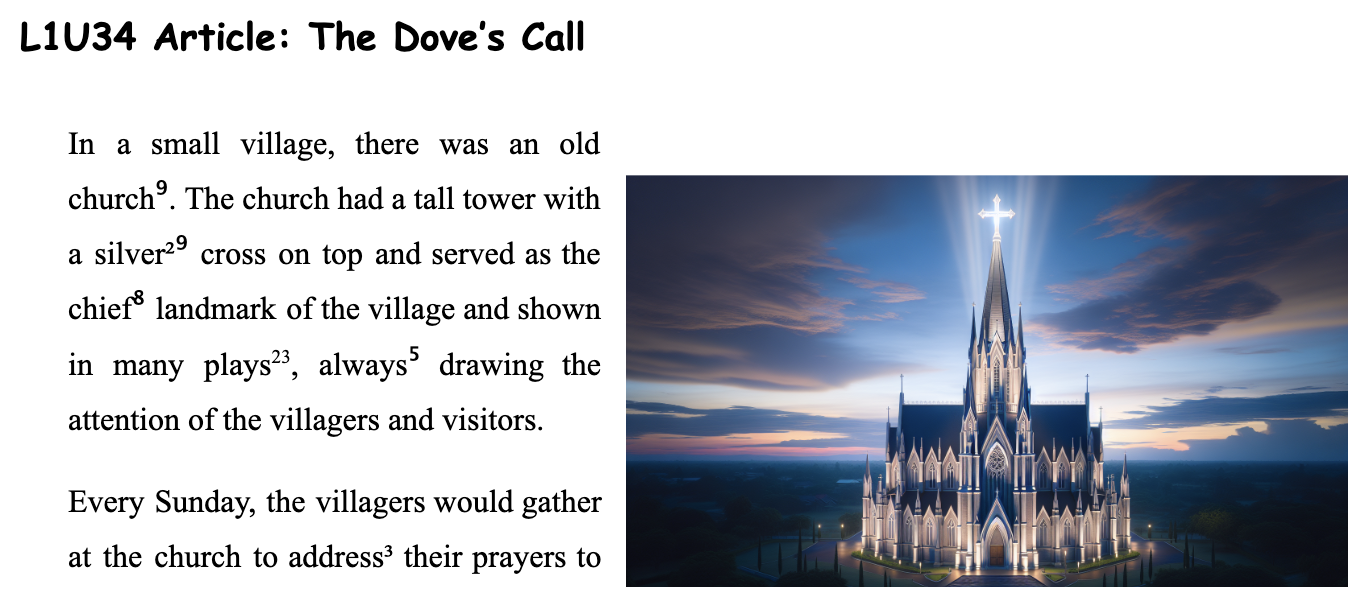 L1U34 Article: The Dove's Call
In a small village, there was an old
church⁹. The church had a tall tower with
a silver²⁹ cross on top and served as the
chief⁸ landmark of the village and shown
in many plays²³, always⁵ drawing the
attention of the villagers and visitors.
Every Sunday, the villagers would gather
at the church to address³ their prayers to